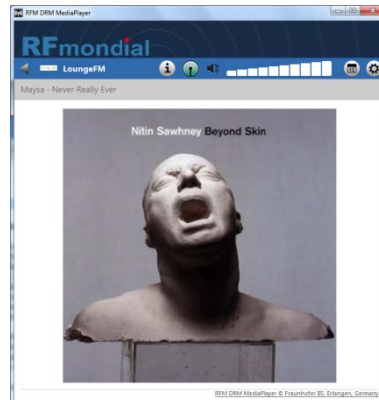 RFM DRM MediaPlayer
RFmondial
LoungeFM
Maysa - Never Really Ever
Nitin Sawhney Beyond Skin
RFM DRM MediaPlayer © Fraunhofer IIS, Erlangen, Germany